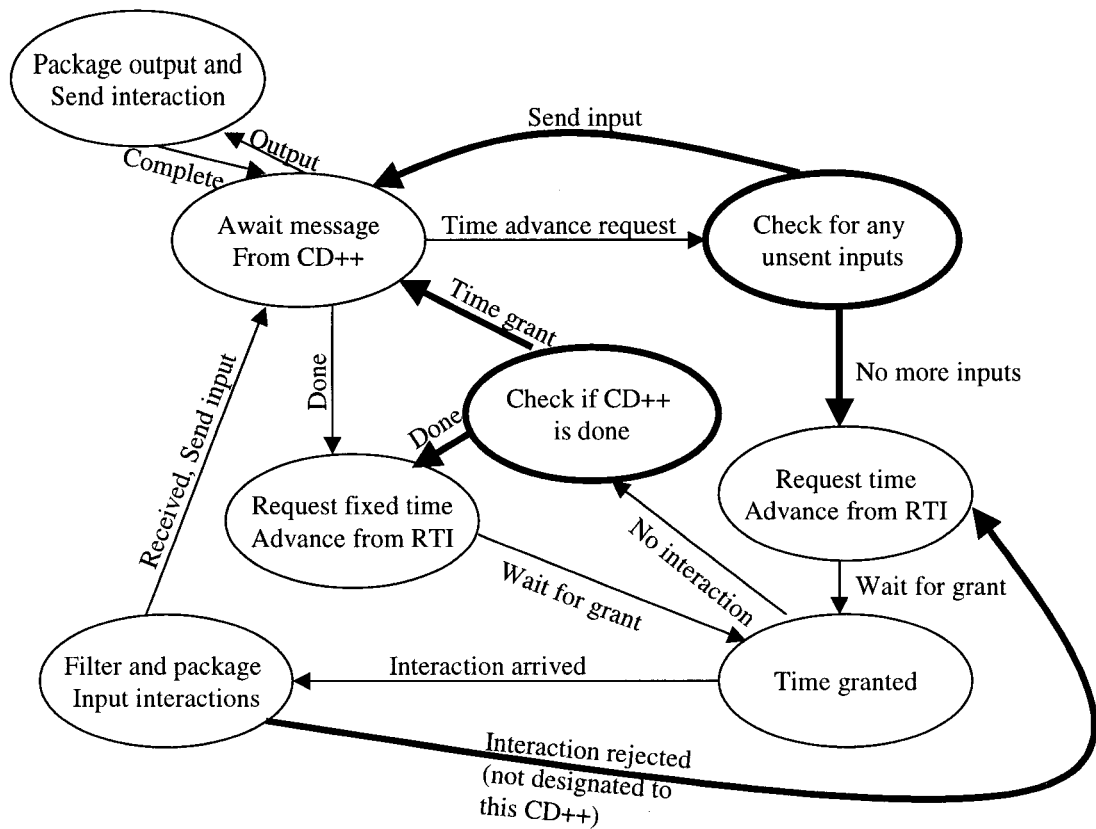 Package output and
Send interaction
Send input
Output
Complete
Await message
From CD++
Time advance request
Check for any
unsent inputs
Time grant
No more inputs
Done
Check if CD++
is done
Done
Received, Send input
Request fixed time
Advance from RTI
Request time
Advance from RTI
No interaction
Wait for grant
Wait for grant
Filter and package
Input interactions
Interaction arrived
Time granted
Interaction rejected
(not designated to
this CD++)